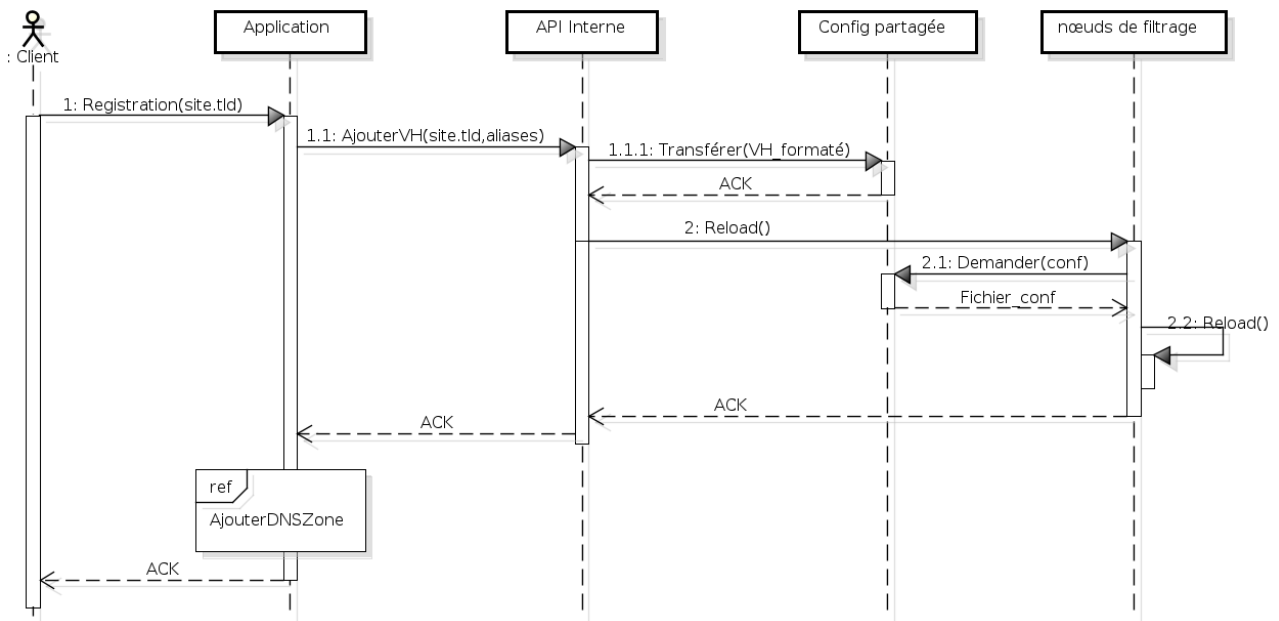 Application
API Interne
Config partagée
nœuds de filtrage
: Client
1: Registration(site.tld)
1.1: AjouterVH(site.tld,aliases)
1.1.1: Transférer(VH_formaté)
ACK
2: Reload()
2.1: Demander(conf)
Fichier_conf
2.2: Reload()
ACK
ACK
ref
AjouterDNSZone
ACK